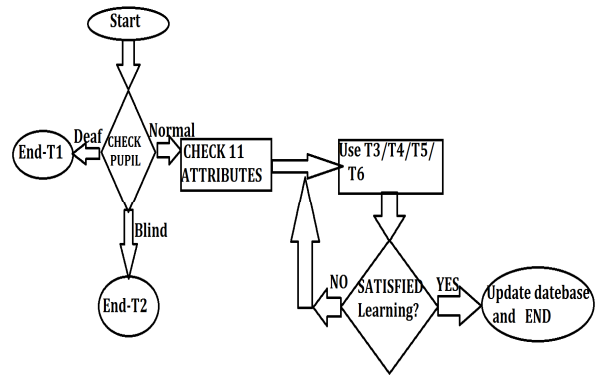 Start
Deaf
Normal
End-T1
CHECK
PUPIL
CHECK 11
ATTRIBUTES
Use T3/T4/T5/
T6
Blind
End-T2
NO
SATISFIED
Learning?
YES
Update datebase
and END